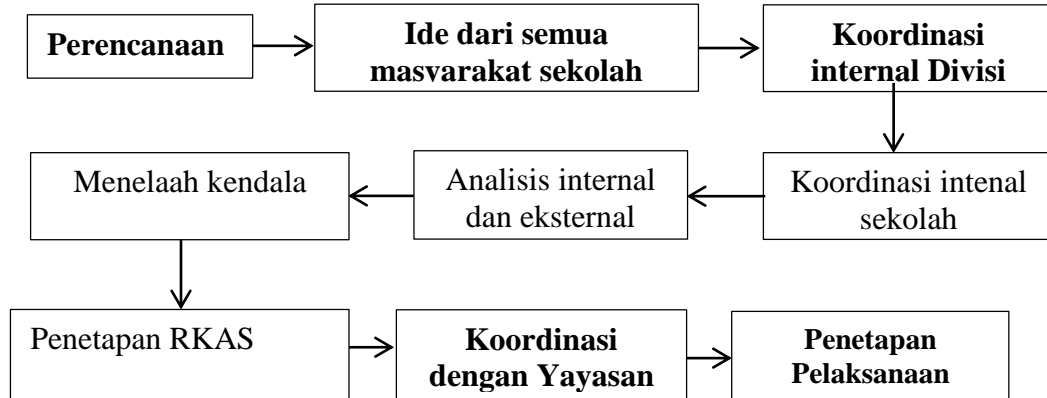 Perencanaan
Ide dari semua
masvarakat sekolah
Koordinasi
internal Divisi
Koordinasi intenal
sekolah
Analisis internal
dan eksternal
Menelaah kendala
Penetapan RKAS
Koordinasi
dengan Yayasan
Penetapan
Pelaksanaan